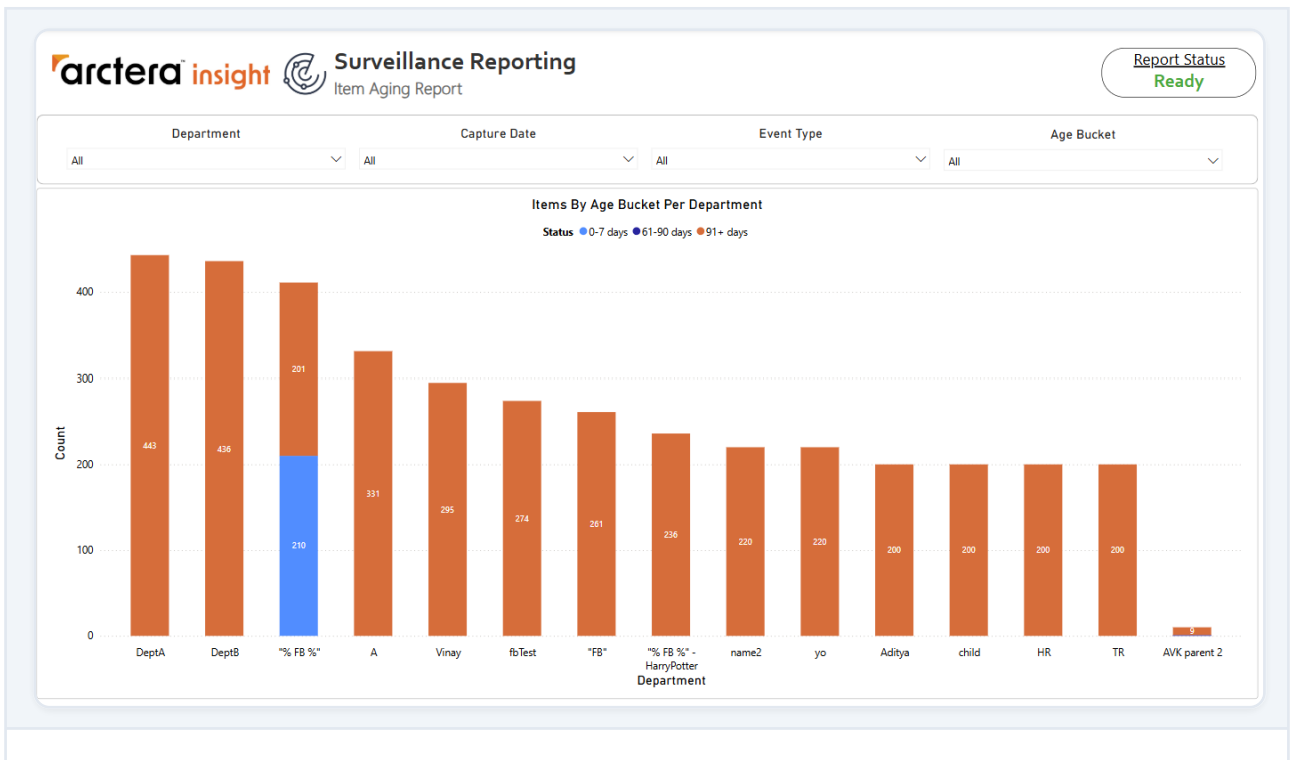 arctera™ insight
Surveillance Reporting
Item Aging Report
Report Status
Ready
Department
Capture Date
Event Type
Age Bucket
All
All
All
All
Items By Age Bucket Per Department
Status 0-7 days 61-90 days 91+ days
Count
400
300
200
100
0
443
436
201
210
331
295
274
261
236
220
220
200
200
200
200
9
DeptA
DeptB
"% FB %"
A
Vinay
fbTest
"FB"
"% FB %" -
HarryPotter
name2
yo
Aditya
child
HR
TR
AVK parent 2
Department